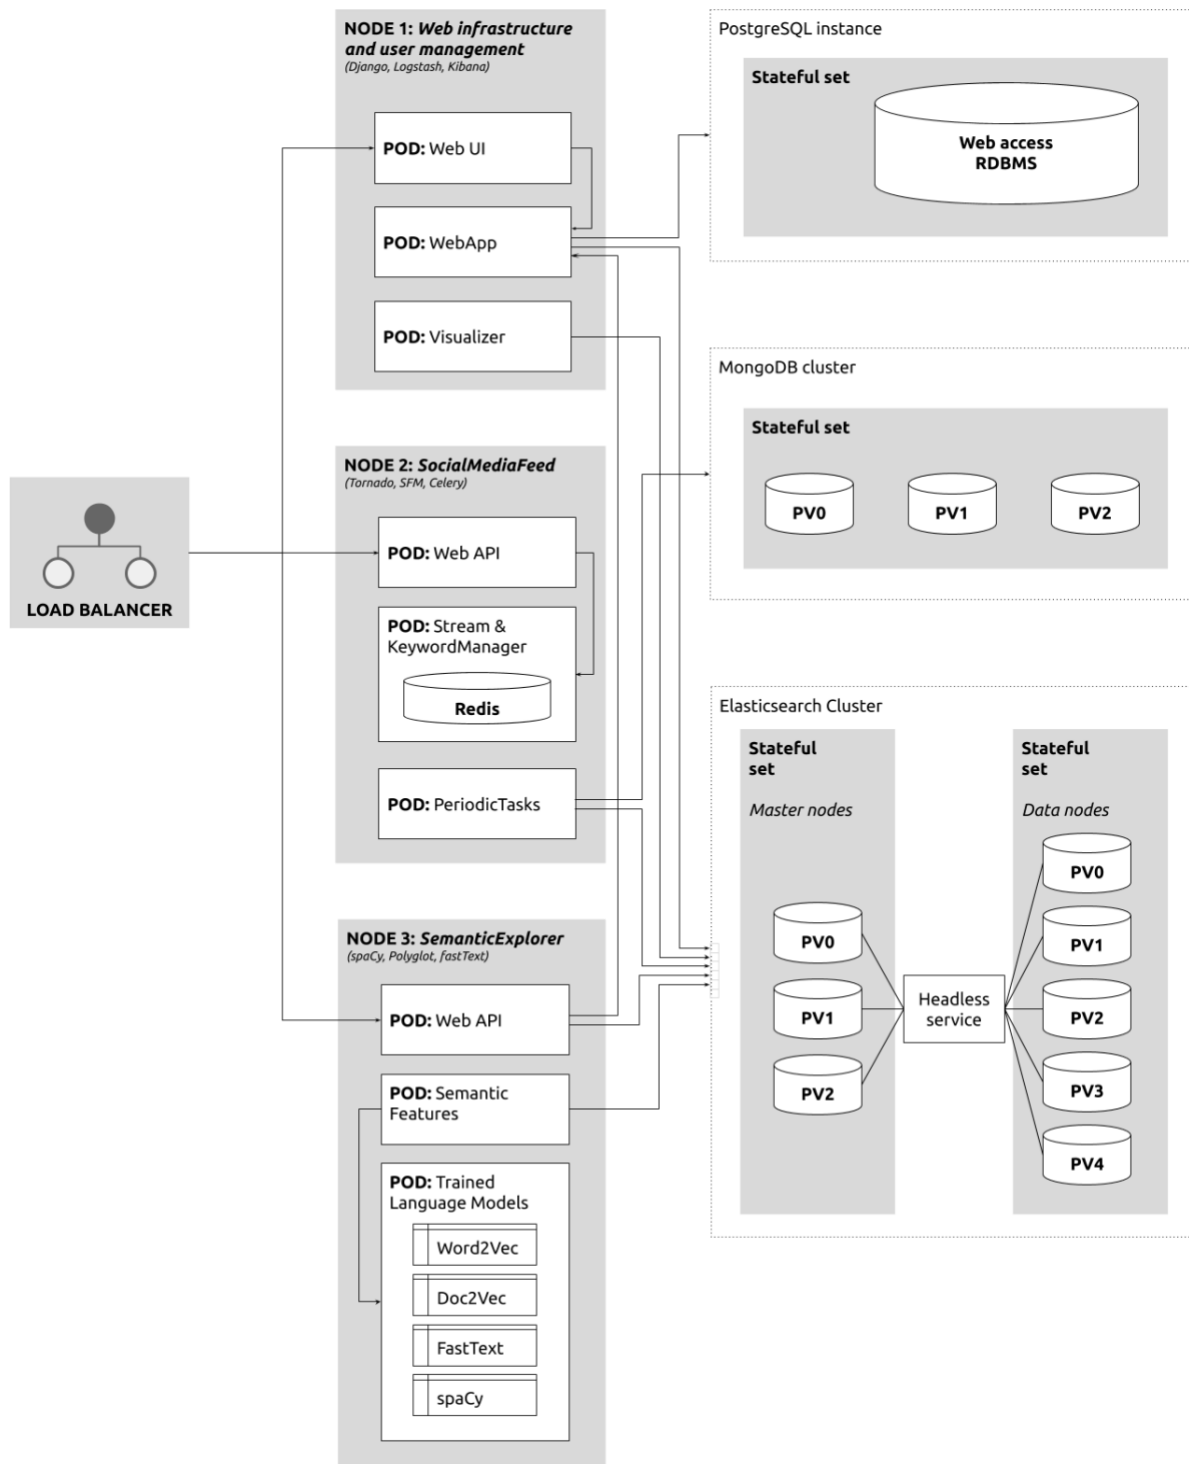 NODE 1: Web infrastructure
and user management
(Django, Logstash, Kibana)
POD: Web UI
POD: WebApp
POD: Visualizer
PostgreSQL instance
Stateful set
Web access
RDBMS
MongoDB cluster
Stateful set
PV0
PV1
PV2
NODE 2: SocialMediaFeed
(Tornado, SFM, Celery)
POD: Web API
POD: Stream &
KeywordManager
Redis
POD: PeriodicTasks
LOAD BALANCER
NODE 3: SemanticExplorer
(spaCy, Polyglot, fastText)
POD: Web API
POD: Semantic
Features
POD: Trained
Language Models
Word2Vec
Doc2Vec
FastText
spaCy
Elasticsearch Cluster
Stateful
set
Master nodes
PV0
PV1
PV2
Headless
service
Stateful
set
Data nodes
PV0
PV1
PV2
PV3
PV4